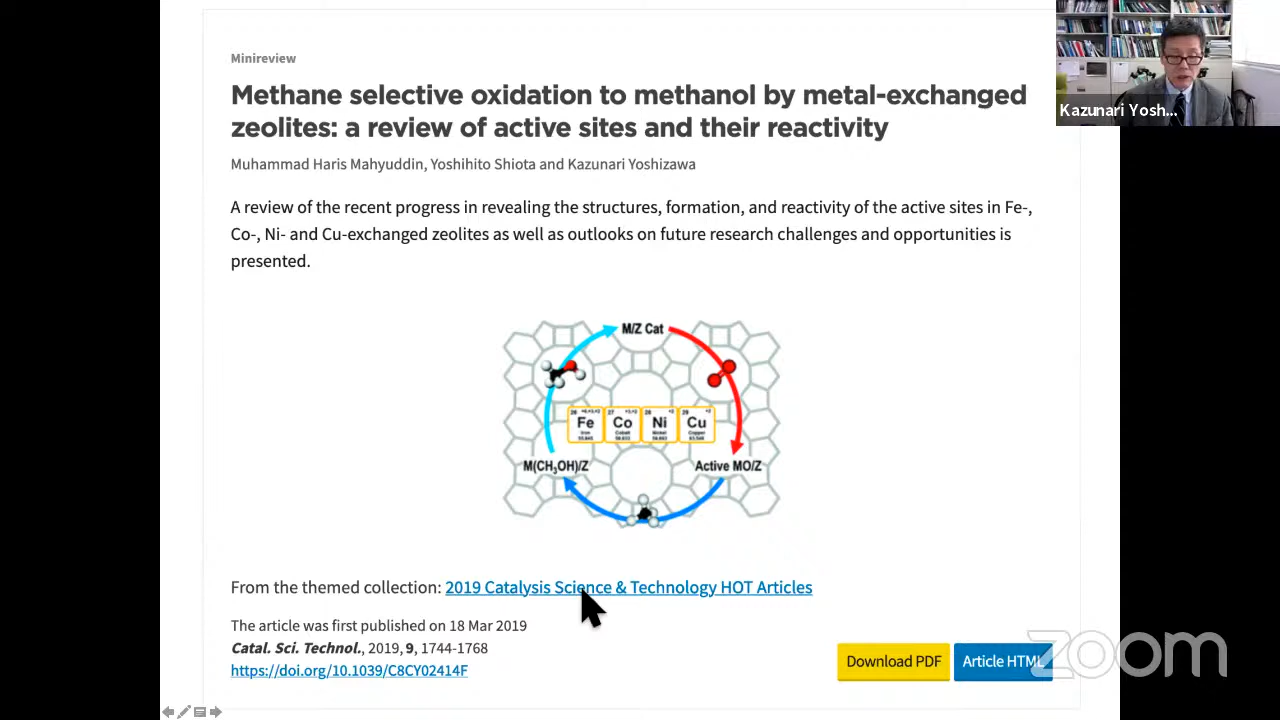 Minireview
Methane selective oxidation to methanol by metal-exchanged
zeolites: a review of active sites and their reactivity
Muhammad Haris Mahyuddin, Yoshihito Shiota and Kazunari Yoshizawa
A review of the recent progress in revealing the structures, formation, and reactivity of the active sites in Fe-,
Co-, Ni- and Cu-exchanged zeolites as well as outlooks on future research challenges and opportunities is
presented.
M/Z Cat
Fe Co Ni Cu
Iron Cobalt Nickel Copper
M(CH₃OH)/Z
Active MO/Z
From the themed collection: 2019 Catalysis Science & Technology HOT Articles
The article was first published on 18 Mar 2019
Catal. Sci. Technol., 2019, 9, 1744-1768
https://doi.org/10.1039/C8CY02414F
Download PDF
Article HTML
Kazunari Yosh...
zoom